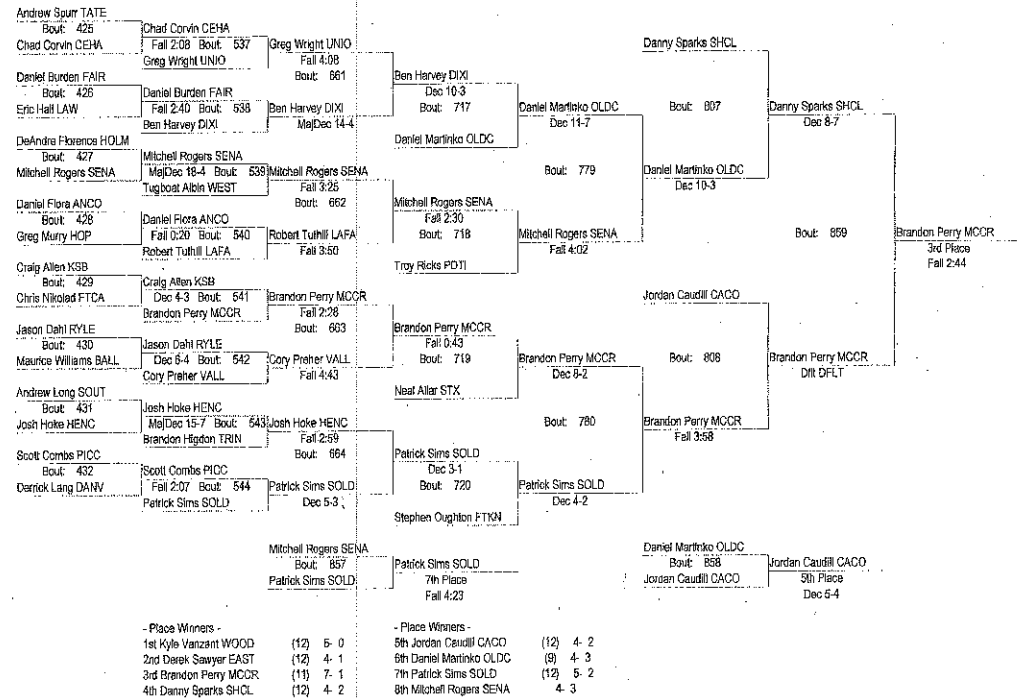 Andrew Spurr TATE
Bout: 425
Chad Corvin CEHA
Daniel Burden FAIR
Bout: 426
Eric Hall LAW
DeAndre Florence HOLM
Bout: 427
Mitchell Rogers SENA
Daniel Flora ANCO
Bout: 428
Greg Murry HOP
Craig Allen KSB
Bout: 429
Chris Nikolad FTCA
Jason Dahl RYLE
Bout: 430
Maurice Williams BALL
Andrew Long SOUT
Bout: 431
Josh Hoke HENC
Scott Combs PICC
Bout: 432
Derrick Lang DANV
Chad Corvin CEHA
Fall 2:08 Bout: 537
Greg Wright UNIO
Daniel Burden FAIR
Fall 2:40 Bout: 538
Ben Harvey DIXI
Mitchell Rogers SENA
MajDec 18-4 Bout: 539
Tugboat Albin WEST
Daniel Flora ANCO
Fall 0:20 Bout: 540
Robert Tuthill LAFA
Craig Allen KSB
Dec 4-3 Bout: 541
Brandon Perry MCCR
Jason Dahl RYLE
Dec 6-4 Bout: 542
Cory Preher VALL
Josh Hoke HENC
MajDec 15-7 Bout: 543
Brandon Higdon TRIN
Scott Combs PICC
Fall 2:07 Bout: 544
Patrick Sims SOLD
Greg Wright UNIO
Fall 4:08
Bout: 661
Ben Harvey DIXI
MajDec 14-4
Mitchell Rogers SENA
Fall 3:25
Bout: 662
Robert Tuthill LAFA
Fall 3:50
Brandon Perry MCCR
Fall 2:28
Bout: 663
Cory Preher VALL
Fall 4:43
Josh Hoke HENC
Fall 2:59
Bout: 664
Patrick Sims SOLD
Dec 5-3
Ben Harvey DIXI
Dec 10-3
Bout: 717
Daniel Martinko OLDC
Mitchell Rogers SENA
Fall 2:30
Bout: 718
Troy Ricks PDTI
Brandon Perry MCCR
Fall 0:43
Bout: 719
Neal Allar STX
Patrick Sims SOLD
Dec 3-1
Bout: 720
Stephen Oughton FTKN
Daniel Martinko OLDC
Dec 11-7
Bout: 779
Mitchell Rogers SENA
Fall 4:02
Brandon Perry MCCR
Dec 8-2
Bout: 780
Patrick Sims SOLD
Dec 4-2
Danny Sparks SHCL
Bout: 807
Daniel Martinko OLDC
Dec 10-3
Jordan Caudill CACO
Bout: 808
Brandon Perry MCCR
Fall 3:58
Danny Sparks SHCL
Dec 8-7
Bout: 859
Brandon Perry MCCR
Dflt DFLT
Brandon Perry MCCR
3rd Place
Fall 2:44
Mitchell Rogers SENA
Bout: 857
Patrick Sims SOLD
Patrick Sims SOLD
7th Place
Fall 4:23
Daniel Martinko OLDC
Bout: 858
Jordan Caudill CACO
Jordan Caudill CACO
5th Place
Dec 5-4
- Place Winners -
1st Kyle Vanzant WOOD (12) 5- 0
2nd Derek Sawyer EAST (12) 4- 1
3rd Brandon Perry MCCR (11) 7- 1
4th Danny Sparks SHCL (12) 4- 2
- Place Winners -
5th Jordan Caudill CACO (12) 4- 2
6th Daniel Martinko OLDC (9) 4- 3
7th Patrick Sims SOLD (12) 5- 2
8th Mitchell Rogers SENA 4- 3